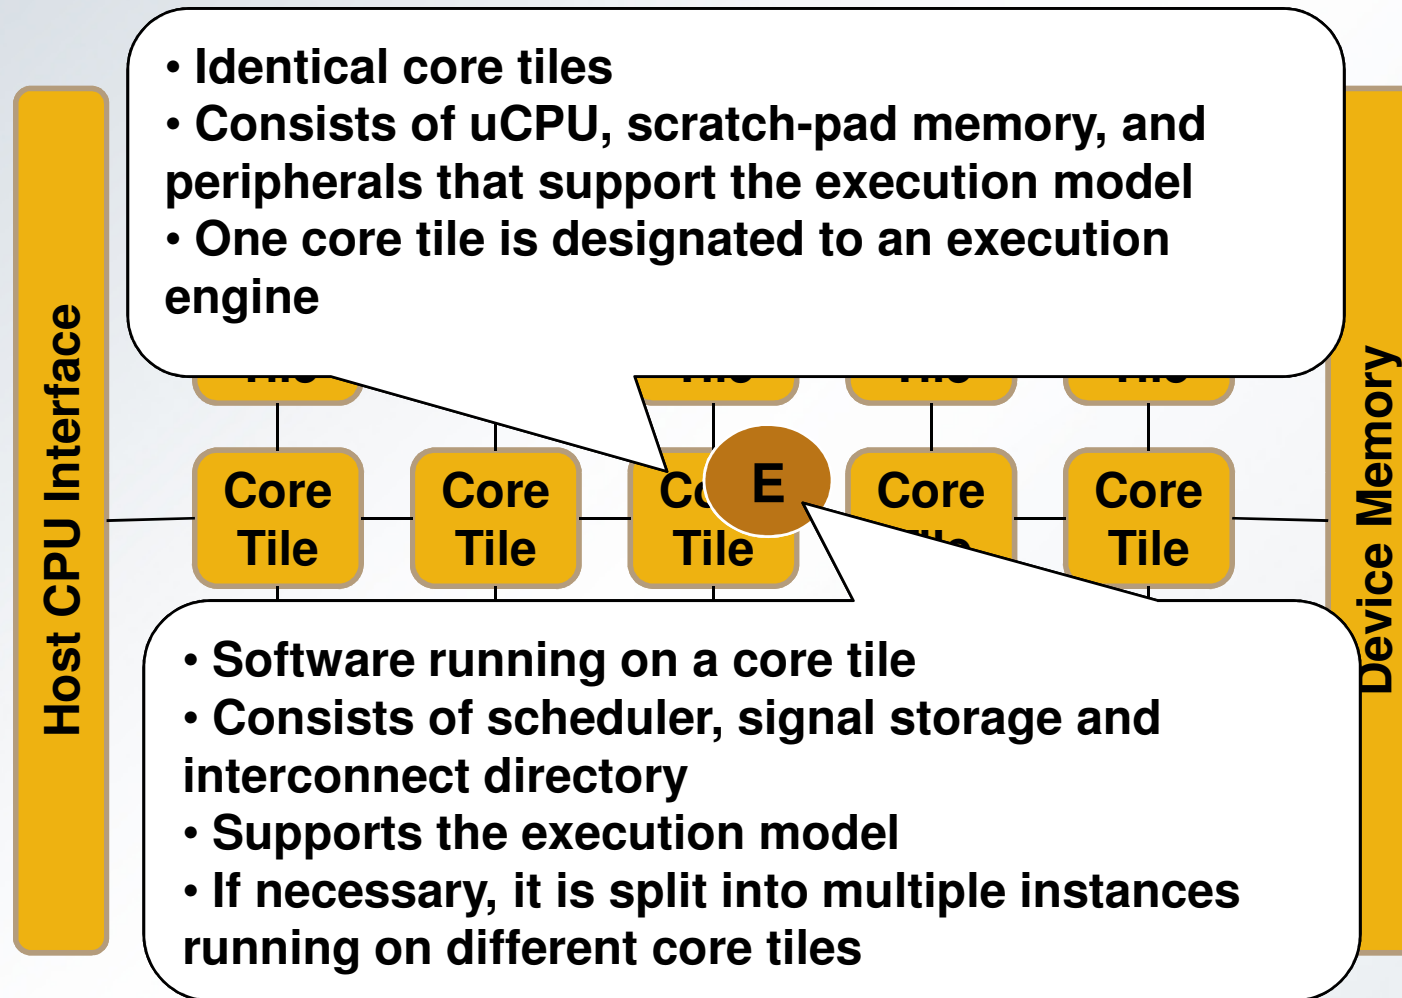 • Identical core tiles
• Consists of uCPU, scratch-pad memory, and
peripherals that support the execution model
• One core tile is designated to an execution
engine
Host CPU Interface
Device Memory
Core
Tile
Core
Tile
Tile
E
Core
Core
Tile
• Software running on a core tile
• Consists of scheduler, signal storage and
interconnect directory
• Supports the execution model
• If necessary, it is split into multiple instances
running on different core tiles